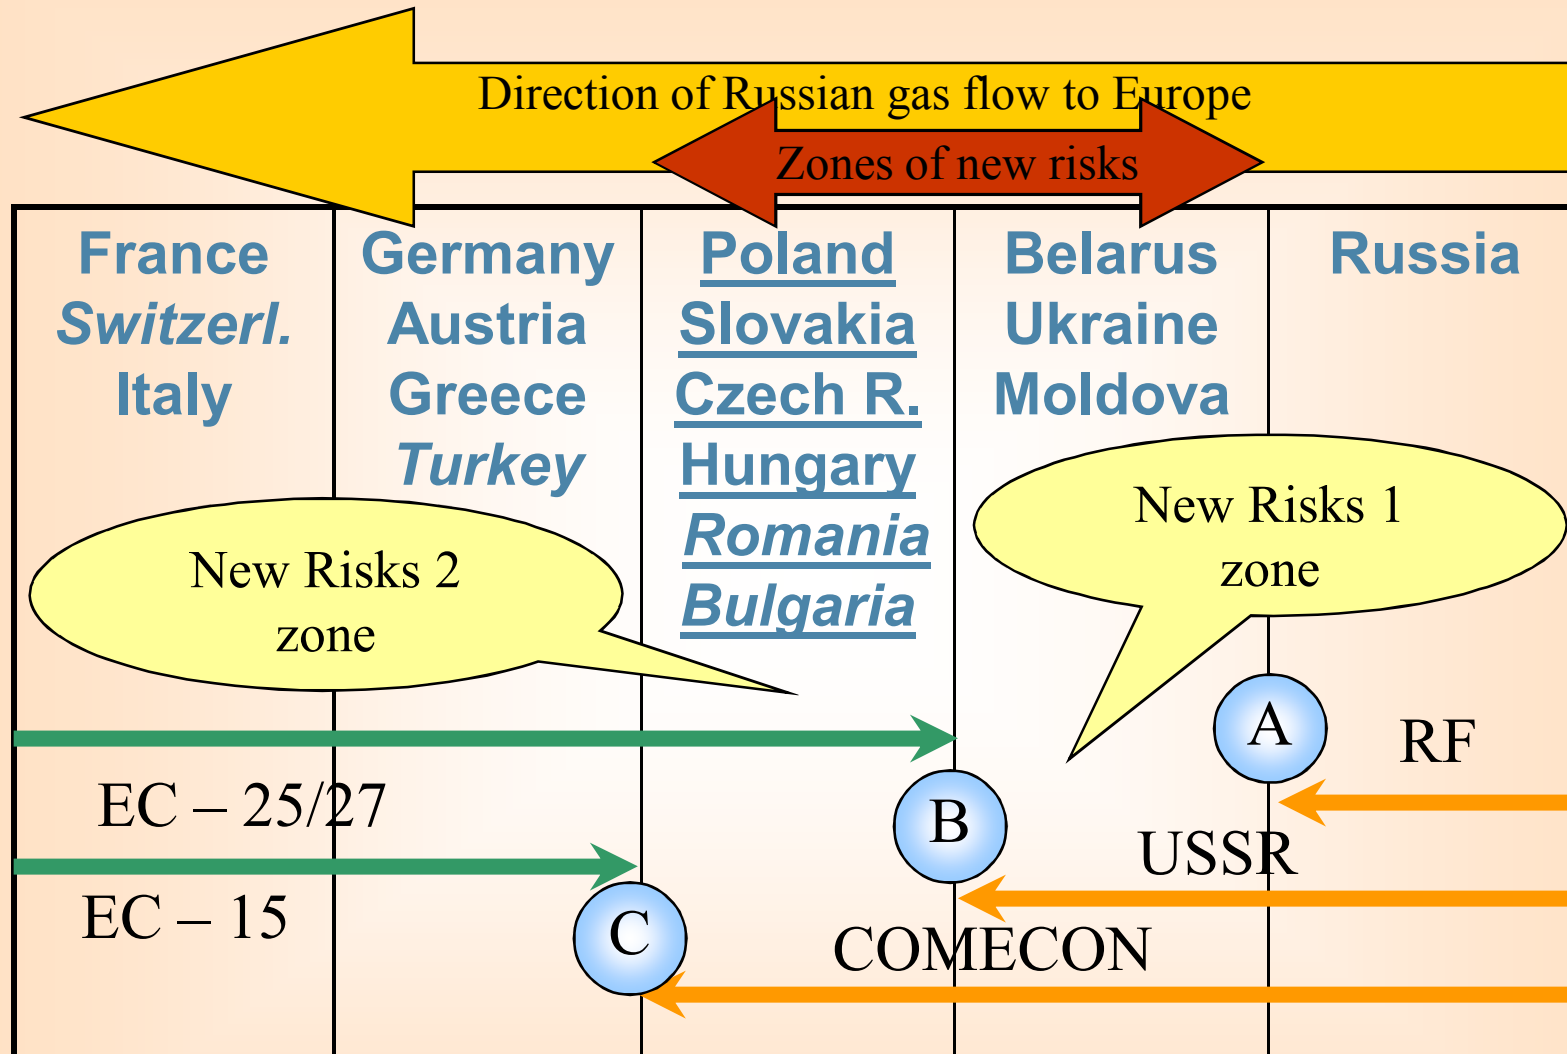 Direction of Russian gas flow to Europe
Zones of new risks
France
Switzerl.
Italy
Germany
Austria
Greece
Turkey
Poland
Slovakia
Czech R.
Hungary
Romania
Bulgaria
Belarus
Ukraine
Moldova
Russia
New Risks 2
zone
New Risks 1
zone
A
RF
EC – 25/27
B
USSR
EC – 15
C
COMECON